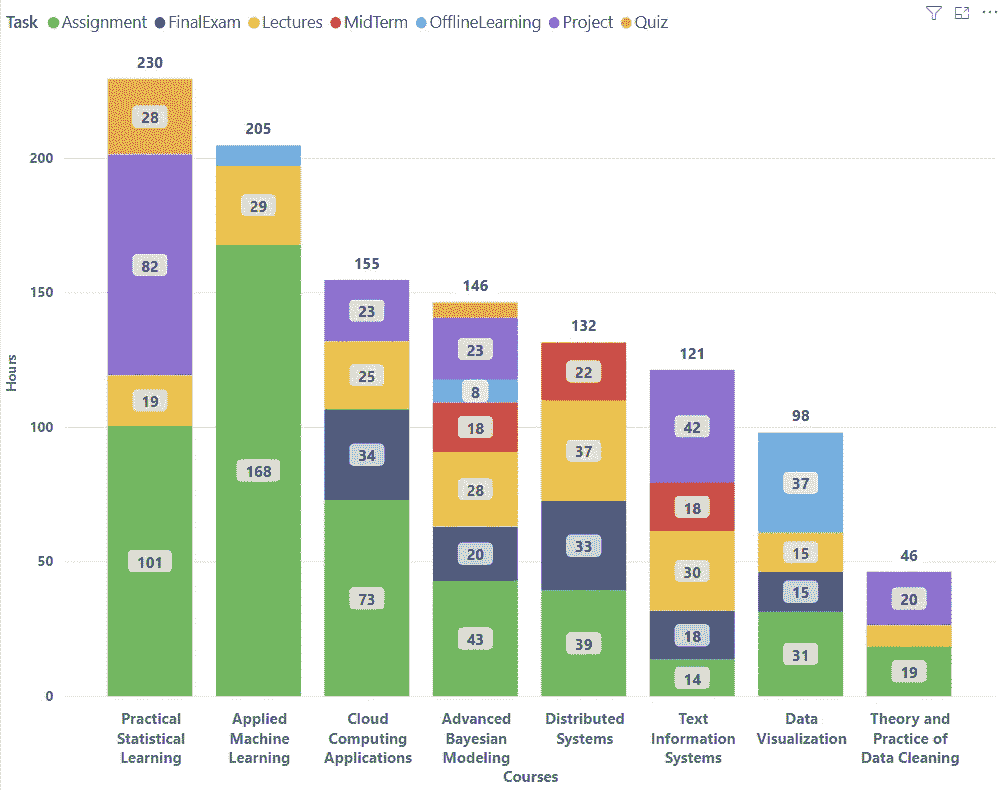 Task Assignment FinalExam Lectures MidTerm OfflineLearning Project Quiz
230
28
82
19
101
205
29
168
155
23
25
34
73
146
23
8
18
28
20
43
132
22
37
33
39
121
42
18
30
18
14
98
37
15
15
31
46
20
19
200
150
100
50
0
Hours
Practical
Statistical
Learning
Applied
Machine
Learning
Cloud
Computing
Applications
Advanced
Bayesian
Modeling
Distributed
Systems
Text
Information
Systems
Data
Visualization
Theory and
Practice of
Data Cleaning
Courses